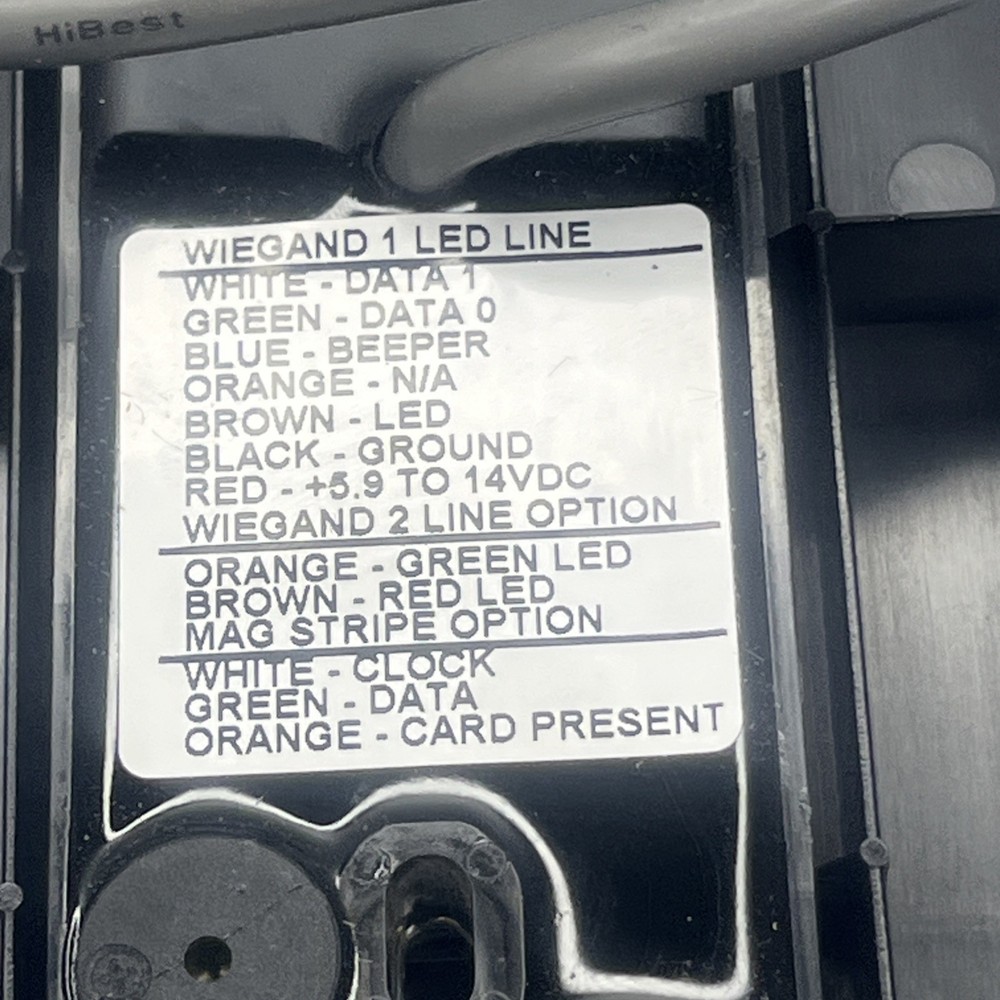 HiBest
WIEGAND 1 LED LINE
WHITE - DATA 1
GREEN - DATA 0
BLUE - BEEPER
ORANGE - N/A
BROWN - LED
BLACK - GROUND
RED - +5.9 TO 14VDC
WIEGAND 2 LINE OPTION
ORANGE - GREEN LED
BROWN - RED LED
MAG STRIPE OPTION
WHITE - CLOCK
GREEN - DATA
ORANGE - CARD PRESENT